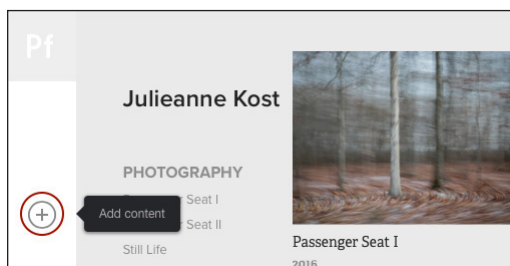 Pf
Julieanne Kost
PHOTOGRAPHY
Seat I
Add content
Seat II
Still Life
Passenger Seat I
2016